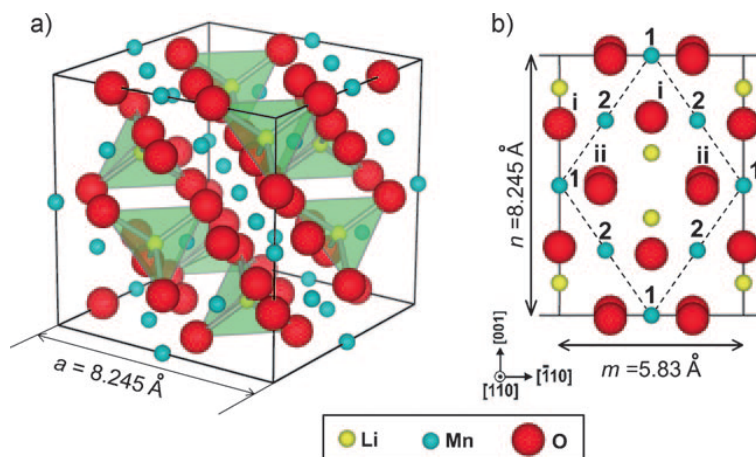 a)
a = 8.245 Å
b)
1
i
i
2
2
ii
ii
1
1
2
2
1
n =8.245 Å
m =5.83 Å
[001]
[1̄10]
[110]
Li
Mn
O